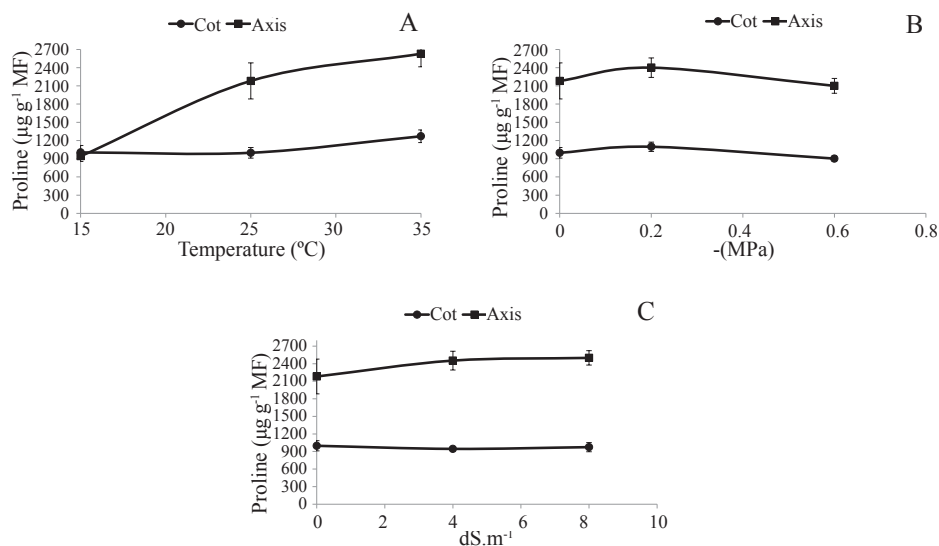 A
Cot Axis
Proline (µg g⁻¹ MF)
2700
2400
2100
1800
1500
1200
900
600
300
0
15 20 25 30 35
Temperature (ºC)
B
Cot Axis
Proline (µg g⁻¹ MF)
2700
2400
2100
1800
1500
1200
900
600
300
0
0 0.2 0.4 0.6 0.8
-(MPa)
C
Cot Axis
Proline (µg g⁻¹ MF)
2700
2400
2100
1800
1500
1200
900
600
300
0
0 2 4 6 8 10
dS.m⁻¹